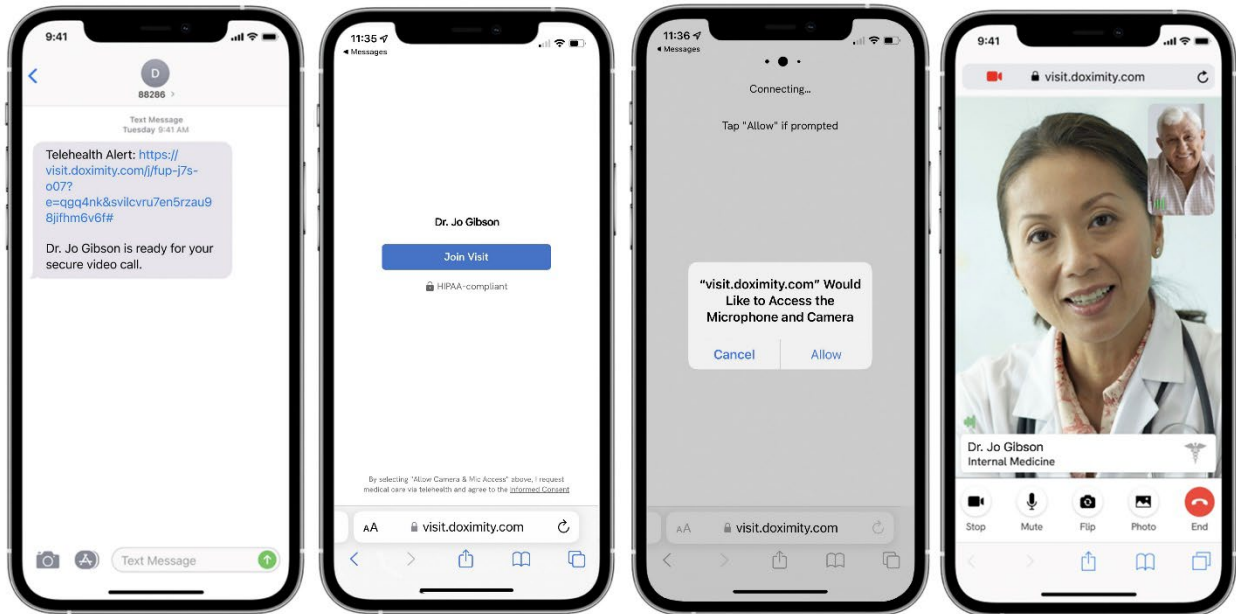 9:41
D
88286 >
Text Message
Tuesday 9:41 AM
Telehealth Alert: https://
visit.doximity.com/j/fup-j7s-
o07?
e=qgq4nk&svilcvru7en5rzau9
8jifhm6v6f#
Dr. Jo Gibson is ready for your
secure video call.
Text Message
11:35
Messages
Dr. Jo Gibson
Join Visit
HIPAA-compliant
By selecting "Allow Camera & Mic Access" above, I request
medical care via telehealth and agree to the Informed Consent
AA visit.doximity.com
11:36
Messages
Connecting...
Tap "Allow" if prompted
"visit.doximity.com" Would
Like to Access the
Microphone and Camera
Cancel Allow
AA visit.doximity.com
9:41
visit.doximity.com
Dr. Jo Gibson
Internal Medicine
Stop Mute Flip Photo End